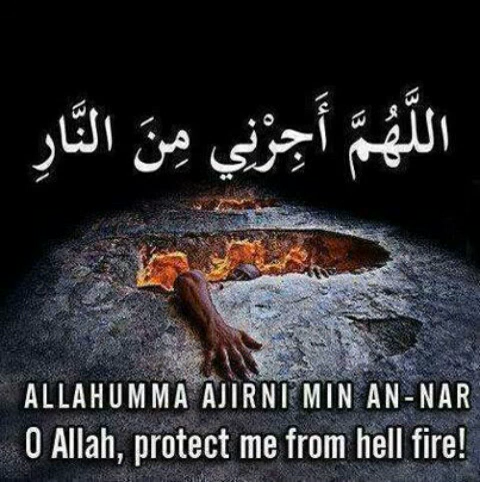 اللَّهُمَّ أَجِرْنِي مِنَ النَّارِ
ALLAHUMMA AJIRNI MIN AN-NAR
O Allah, protect me from hell fire!